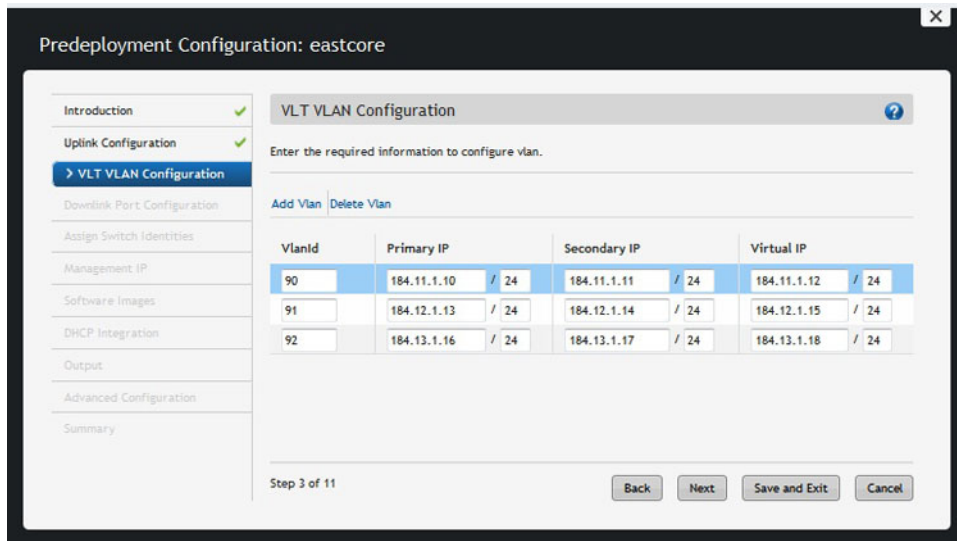 Predeployment Configuration: eastcore
Introduction
Uplink Configuration
> VLT VLAN Configuration
Downlink Port Configuration
Assign Switch Identities
Management IP
Software Images
DHCP Integration
Output
Advanced Configuration
Summary
VLT VLAN Configuration
?
Enter the required information to configure vlan.
Add Vlan Delete Vlan
VlanId Primary IP Secondary IP Virtual IP
90 184.11.1.10 / 24 184.11.1.11 / 24 184.11.1.12 / 24
91 184.12.1.13 / 24 184.12.1.14 / 24 184.12.1.15 / 24
92 184.13.1.16 / 24 184.13.1.17 / 24 184.13.1.18 / 24
Step 3 of 11 Back Next Save and Exit Cancel